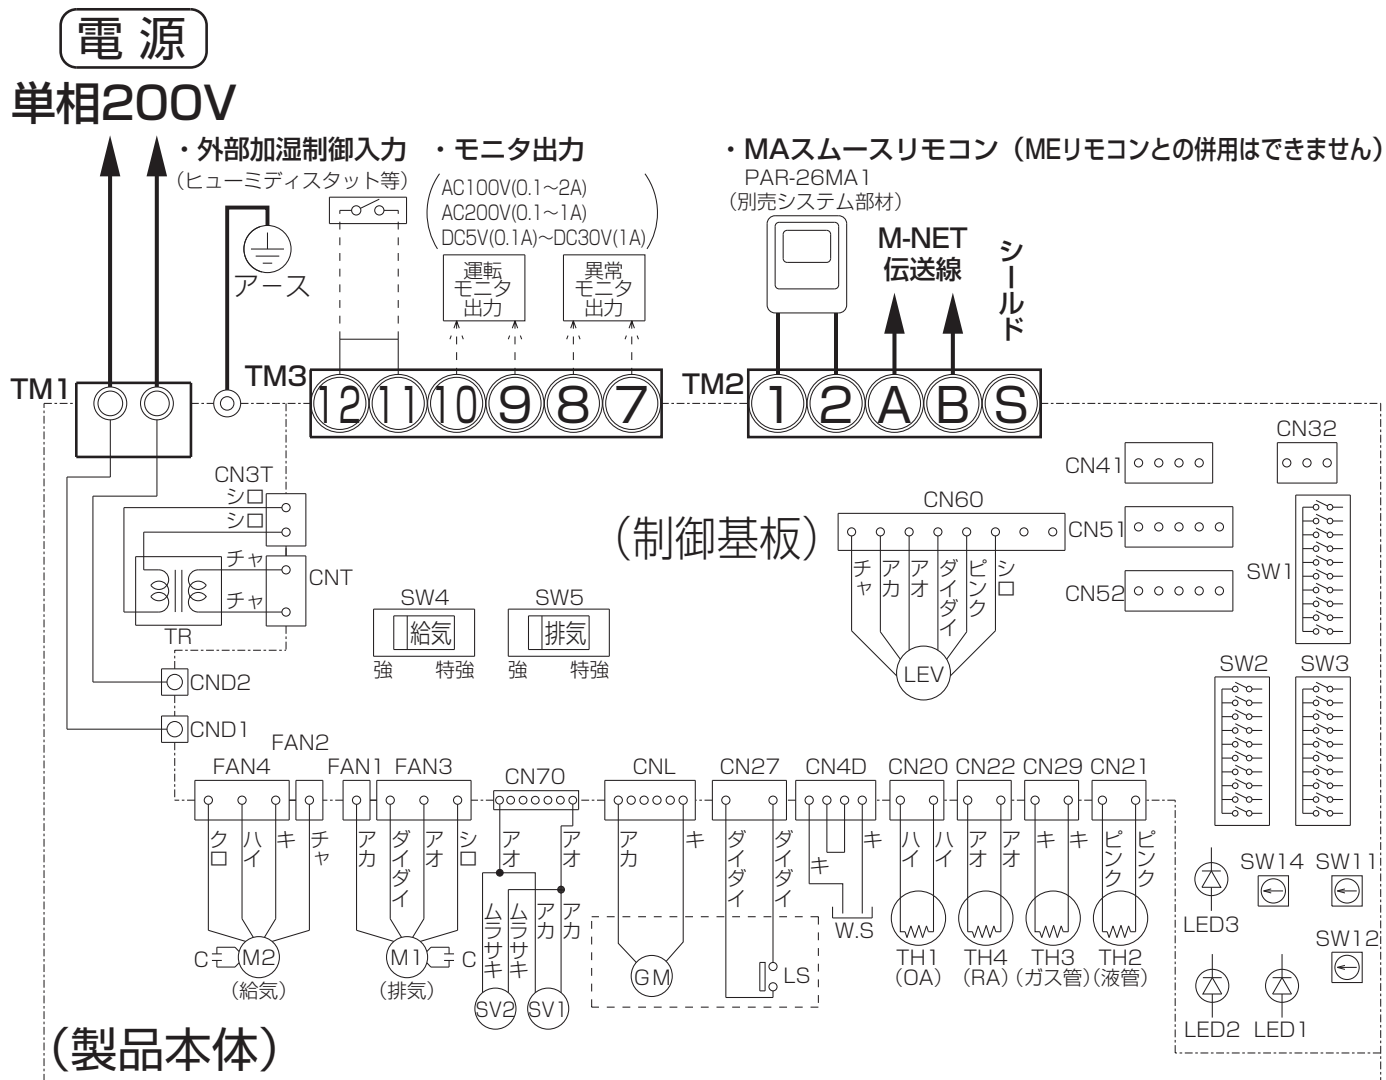 電源
単相200V
・外部加湿制御入力
(ヒューミディスタット等)
・モニタ出力
AC100V(0.1~2A)
AC200V(0.1~1A)
DC5V(0.1A)~DC30V(1A)
運転
モニタ
出力
異常
モニタ
出力
・MAスムースリモコン(MEリモコンとの併用はできません)
PAR-26MA1
(別売システム部材)
M-NET
伝送線
シールド
アース
TM1
TM3
12 11 10 9 8 7
TM2
1 2 A B S
CN3T
シロ
シロ
チャ
チャ
CNT
TR
CND2
CND1
SW4
給気
強 特強
SW5
排気
強 特強
(制御基板)
CN60
チャ
アカ
アオ
ダイダイ
ピンク
シロ
LEV
CN41
CN32
CN51
CN52
SW1
SW2
SW3
FAN4
FAN2
FAN1
FAN3
CN70
CNL
CN27
CN4D
CN20
CN22
CN29
CN21
クロ
ハイ
キ
チャ
アカ
ダイダイ
アオ
シロ
アオ
アオ
ムラサキ
ムラサキ
アカ
アカ
アカ
キ
ダイダイ
ダイダイ
キ
キ
ハイ
ハイ
アオ
アオ
キ
キ
ピンク
ピンク
C
M2
(給気)
M1
C
(排気)
SV2
SV1
GM
LS
W.S
TH1
(OA)
TH4
(RA)
TH3
(ガス管)
TH2
(液管)
LED3
SW14
SW11
SW12
LED2
LED1
(製品本体)